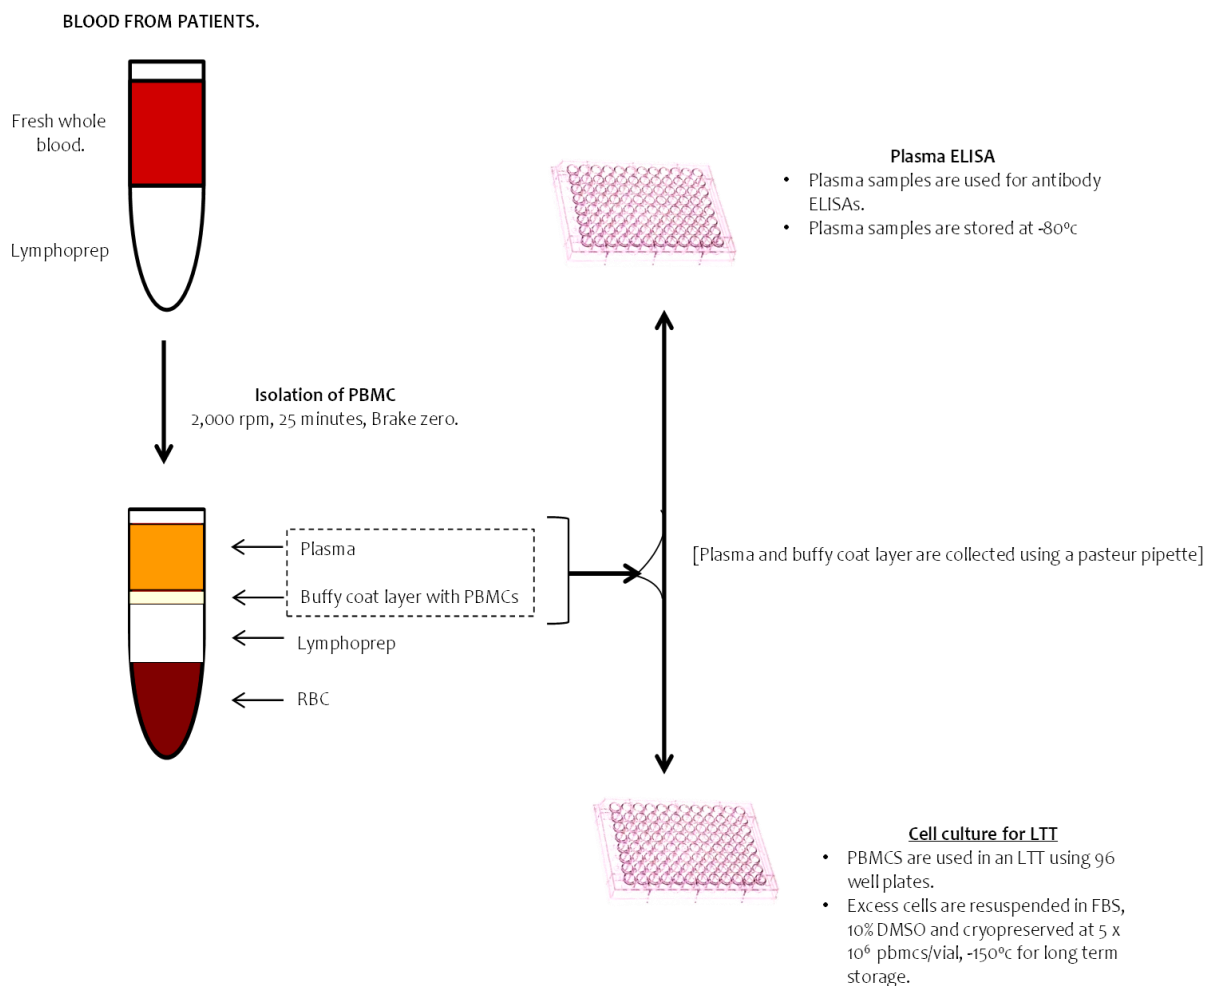 BLOOD FROM PATIENTS.
Fresh whole
blood.
Lymphoprep
Isolation of PBMC
2,000 rpm, 25 minutes, Brake zero.
Plasma
Buffy coat layer with PBMCs
Lymphoprep
RBC
Plasma ELISA
• Plasma samples are used for antibody
ELISAs.
• Plasma samples are stored at -80ºc
[Plasma and buffy coat layer are collected using a pasteur pipette]
Cell culture for LTT
• PBMCS are used in an LTT using 96
well plates.
• Excess cells are resuspended in FBS,
10% DMSO and cryopreserved at 5 x
10⁶ pbmcs/vial, -150ºc for long term
storage.